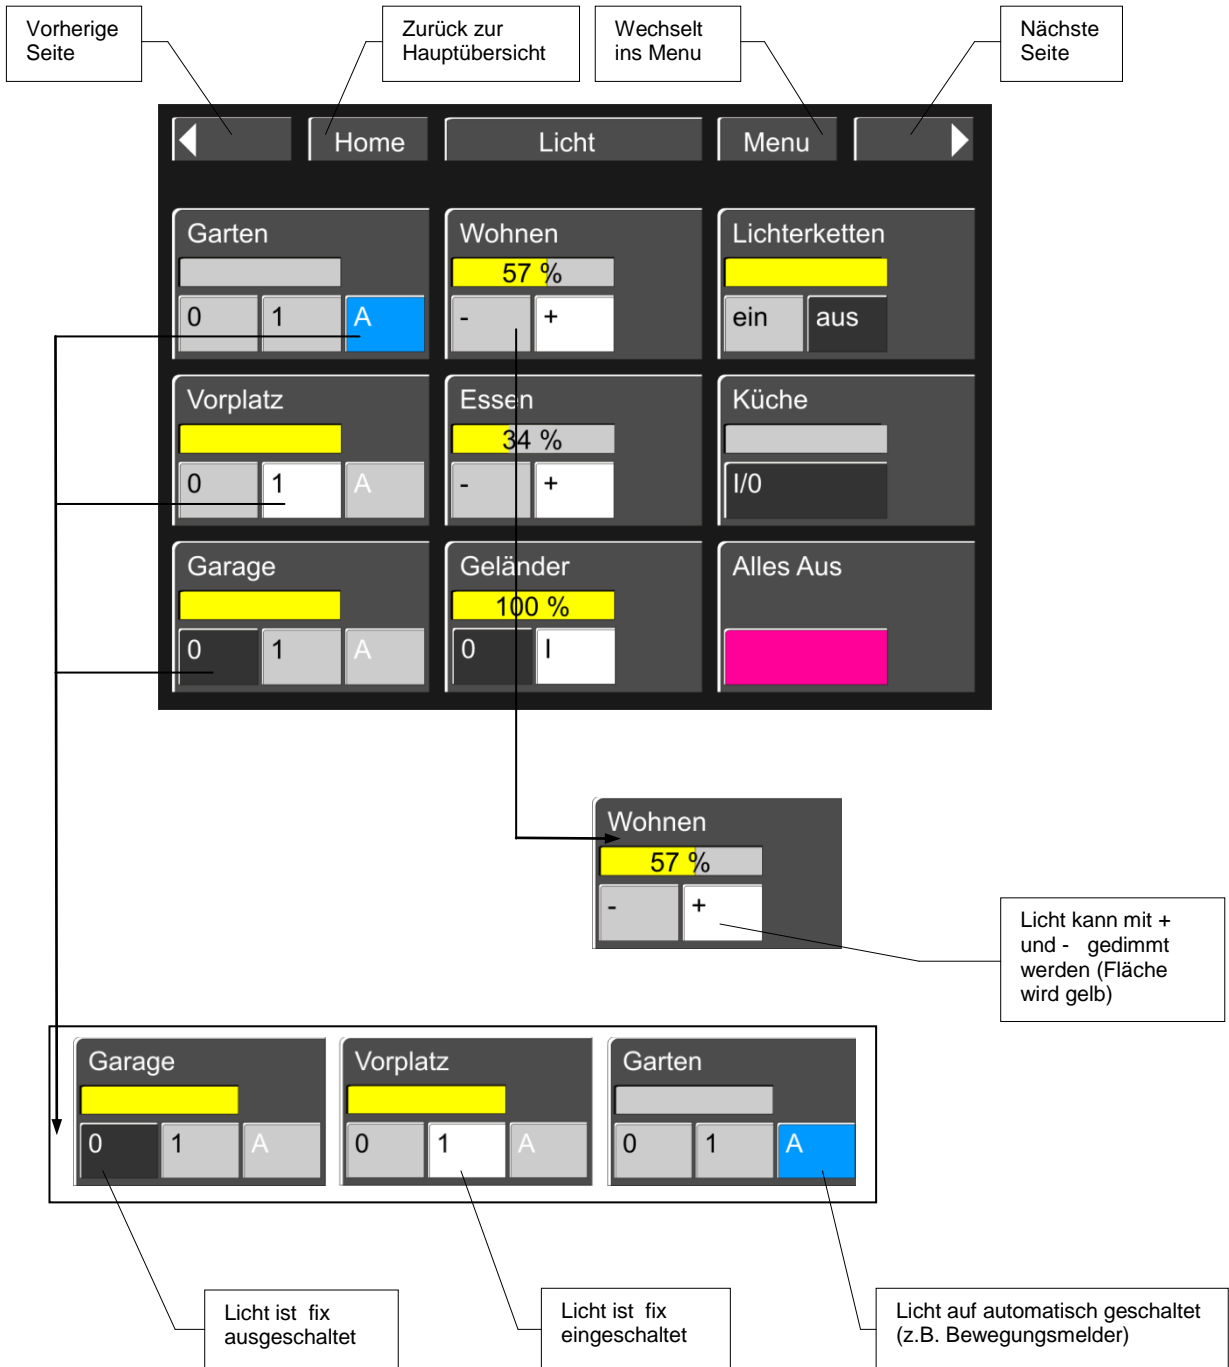 Vorherige
Seite
Zurück zur
Hauptübersicht
Wechselt
ins Menu
Nächste
Seite
Home
Licht
Menu
Garten
0 1 A
Wohnen
57 %
- +
Lichterketten
ein aus
Vorplatz
0 1 A
Essen
34 %
- +
Küche
I/0
Garage
0 1 A
Geländer
100 %
0 I
Alles Aus
Wohnen
57 %
- +
Licht kann mit +
und - gedimmt
werden (Fläche
wird gelb)
Garage
0 1 A
Vorplatz
0 1 A
Garten
0 1 A
Licht ist fix
ausgeschaltet
Licht ist fix
eingeschaltet
Licht auf automatisch geschaltet
(z.B. Bewegungsmelder)